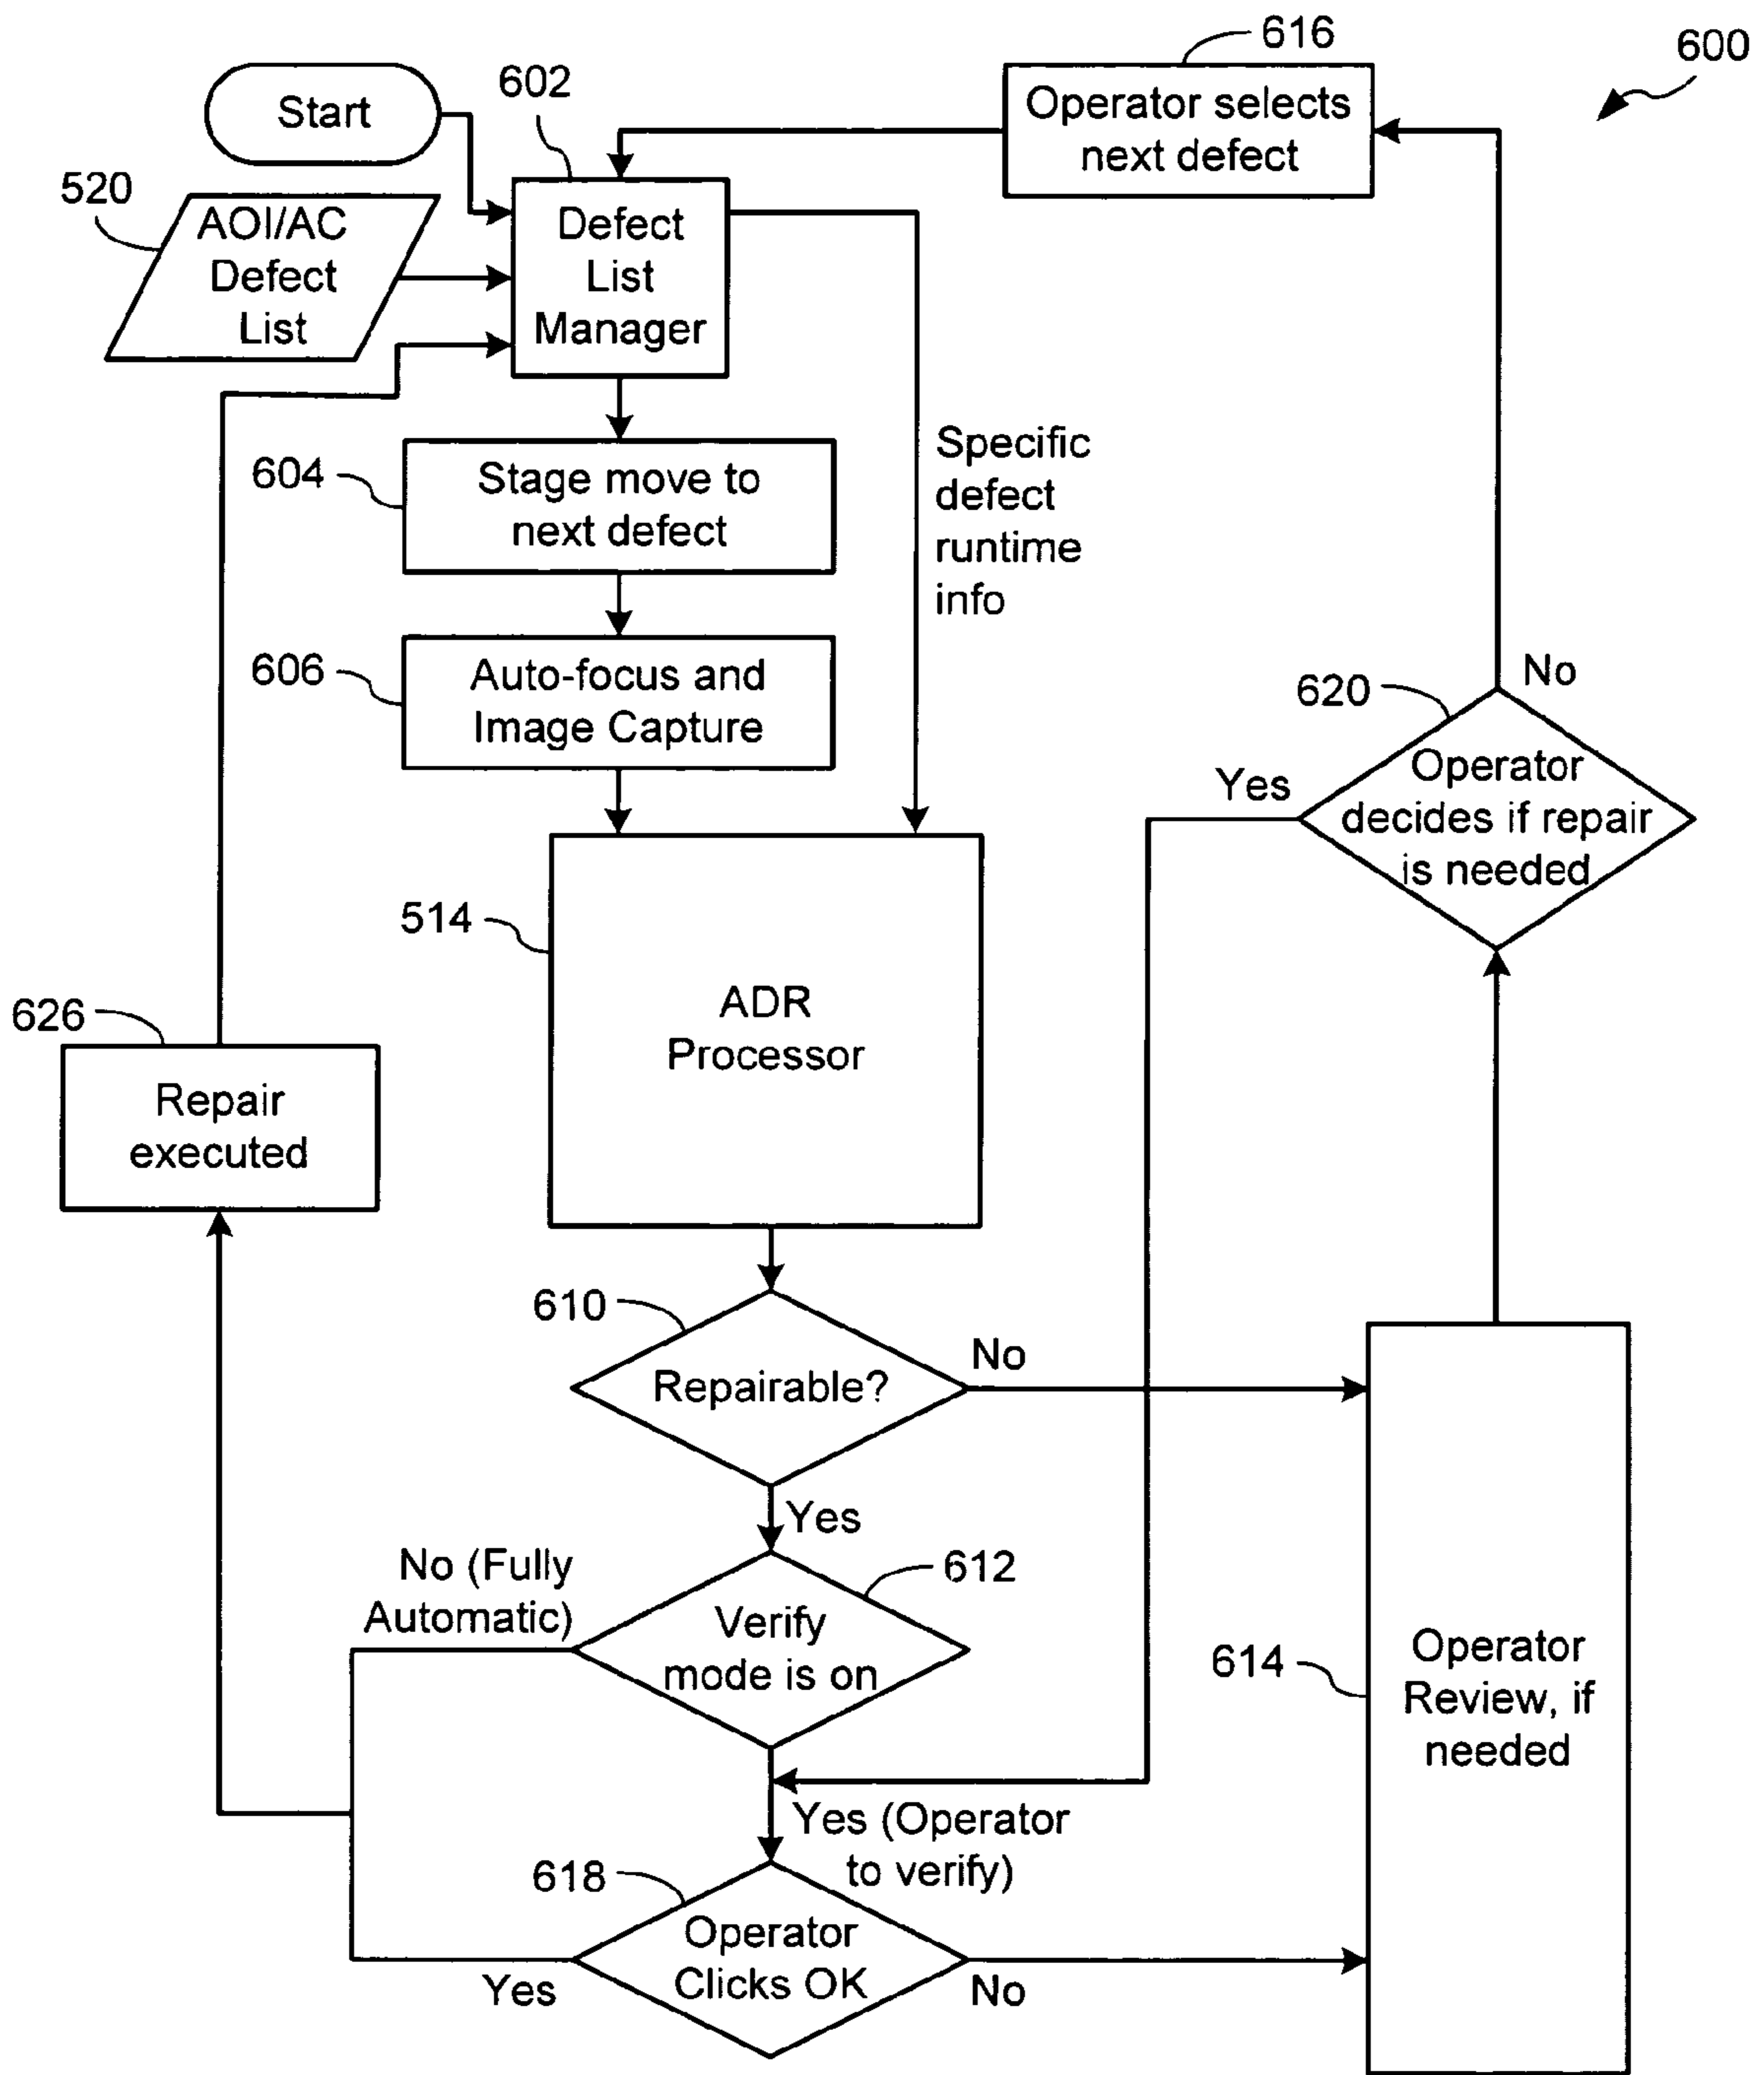 616
600
Start
602
Operator selects
next defect
520
AOI/AC
Defect
List
Defect
List
Manager
Specific
defect
runtime
info
604
Stage move to
next defect
606
Auto-focus and
Image Capture
No
620
Yes
Operator
decides if repair
is needed
514
ADR
Processor
626
Repair
executed
610
Repairable?
No
Yes
No (Fully
Automatic)
612
Verify
mode is on
614
Operator
Review, if
needed
Yes (Operator
to verify)
618
Operator
Clicks OK
Yes
No